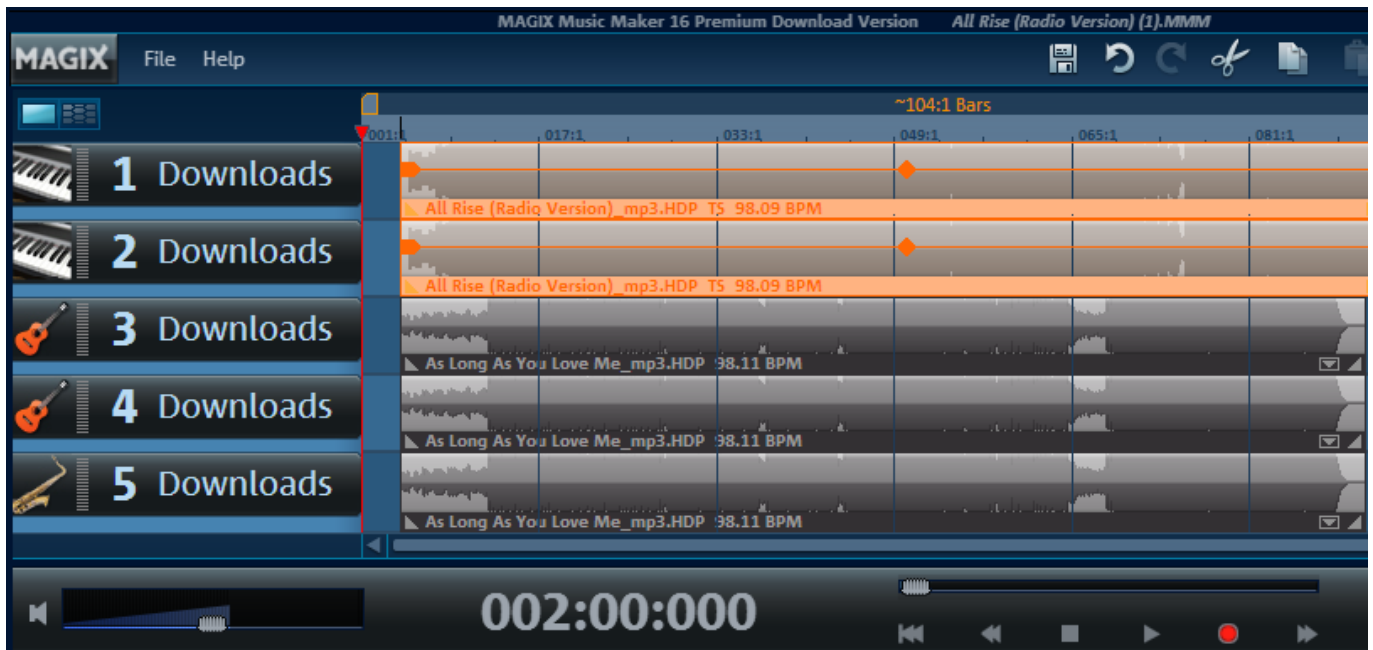 MAGIX Music Maker 16 Premium Download Version All Rise (Radio Version) (1).MMM
MAGIX File Help
~104:1 Bars
001:1 017:1 033:1 049:1 065:1 081:1
1 Downloads
All Rise (Radio Version)_mp3.HDP TS 98.09 BPM
2 Downloads
All Rise (Radio Version)_mp3.HDP TS 98.09 BPM
3 Downloads
As Long As You Love Me_mp3.HDP 98.11 BPM
4 Downloads
As Long As You Love Me_mp3.HDP 98.11 BPM
5 Downloads
As Long As You Love Me_mp3.HDP 98.11 BPM
002:00:000